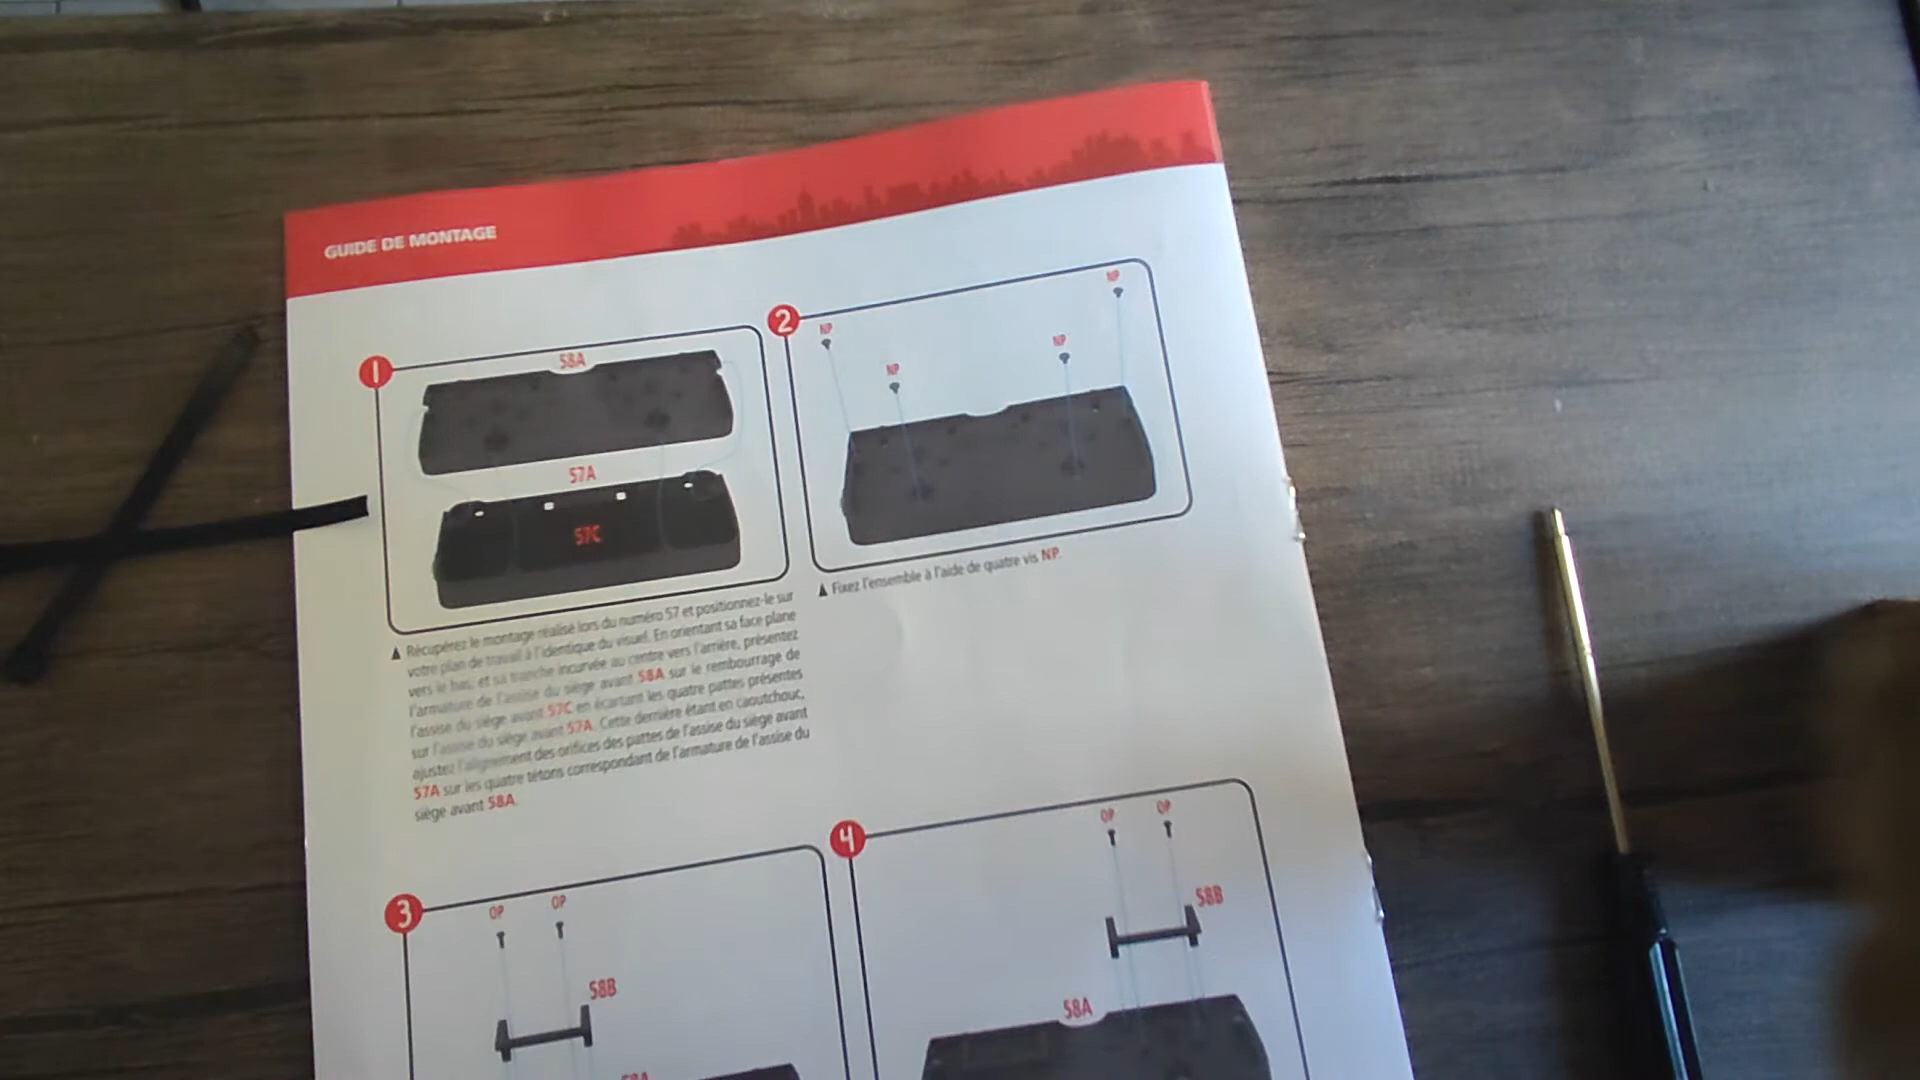 GUIDE DE MONTAGE
1
58A
57A
57C
▲ Récupérez le montage réalisé lors du numéro 57 et positionnez-le sur
votre plan de travail à l'identique du visuel. En orientant sa face plane
vers le bas, et sa tranche incurvée au centre vers l'arrière, présentez
l'armature de l'assise du siège avant 58A sur le rembourrage de
l'assise du siège avant 57C en écartant les quatre pattes présentes
sur l'assise du siège avant 57A. Cette dernière étant en caoutchouc,
ajustez l'alignement des orifices des pattes de l'assise du siège avant
57A sur les quatre tétons correspondant de l'armature de l'assise du
siège avant 58A.
2
NP
NP
NP
NP
▲ Fixez l'ensemble à l'aide de quatre vis NP.
3
OP
OP
58B
58A
4
OP
OP
58B
58A